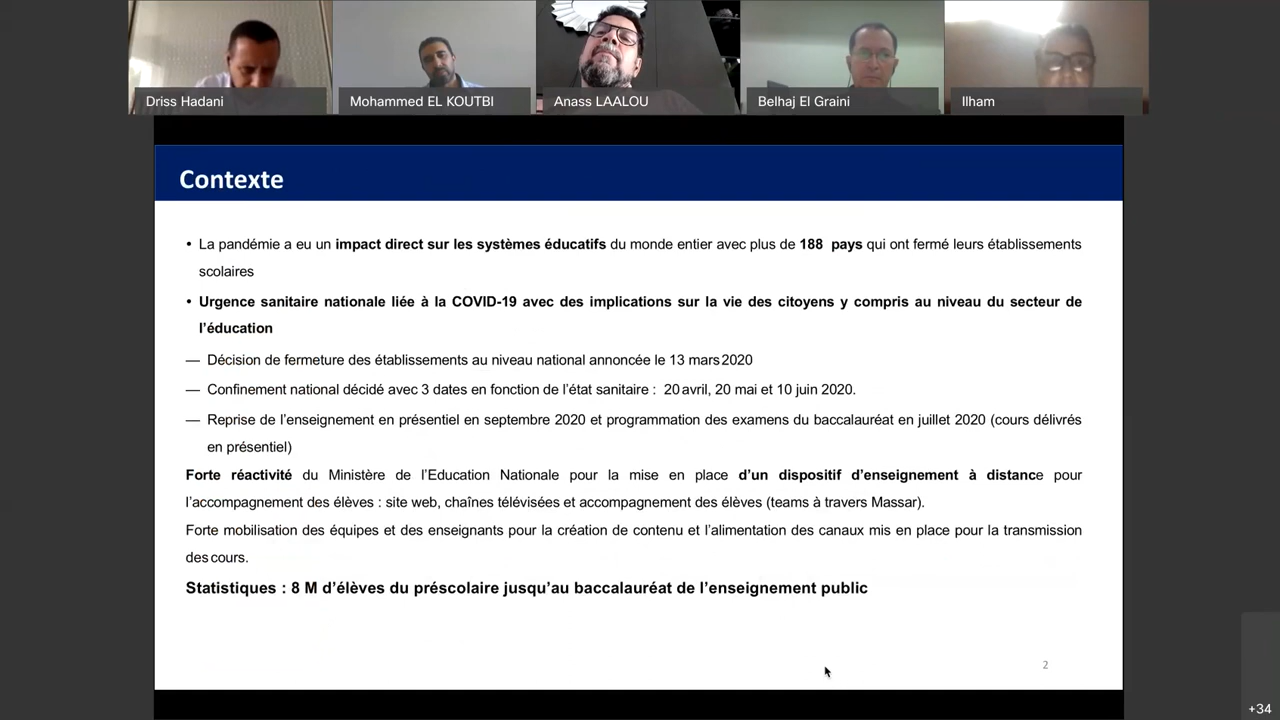 Driss Hadani
Mohammed EL KOUTBI
Anass LAALOU
Belhaj El Graini
Ilham
Contexte
• La pandémie a eu un impact direct sur les systèmes éducatifs du monde entier avec plus de 188 pays qui ont fermé leurs établissements
scolaires
• Urgence sanitaire nationale liée à la COVID-19 avec des implications sur la vie des citoyens y compris au niveau du secteur de
l’éducation
— Décision de fermeture des établissements au niveau national annoncée le 13 mars 2020
— Confinement national décidé avec 3 dates en fonction de l’état sanitaire : 20 avril, 20 mai et 10 juin 2020.
— Reprise de l’enseignement en présentiel en septembre 2020 et programmation des examens du baccalauréat en juillet 2020 (cours délivrés
en présentiel)
Forte réactivité du Ministère de l’Education Nationale pour la mise en place d’un dispositif d’enseignement à distance pour
l’accompagnement des élèves : site web, chaînes télévisées et accompagnement des élèves (teams à travers Massar).
Forte mobilisation des équipes et des enseignants pour la création de contenu et l’alimentation des canaux mis en place pour la transmission
des cours.
Statistiques : 8 M d’élèves du préscolaire jusqu’au baccalauréat de l’enseignement public
2
+34